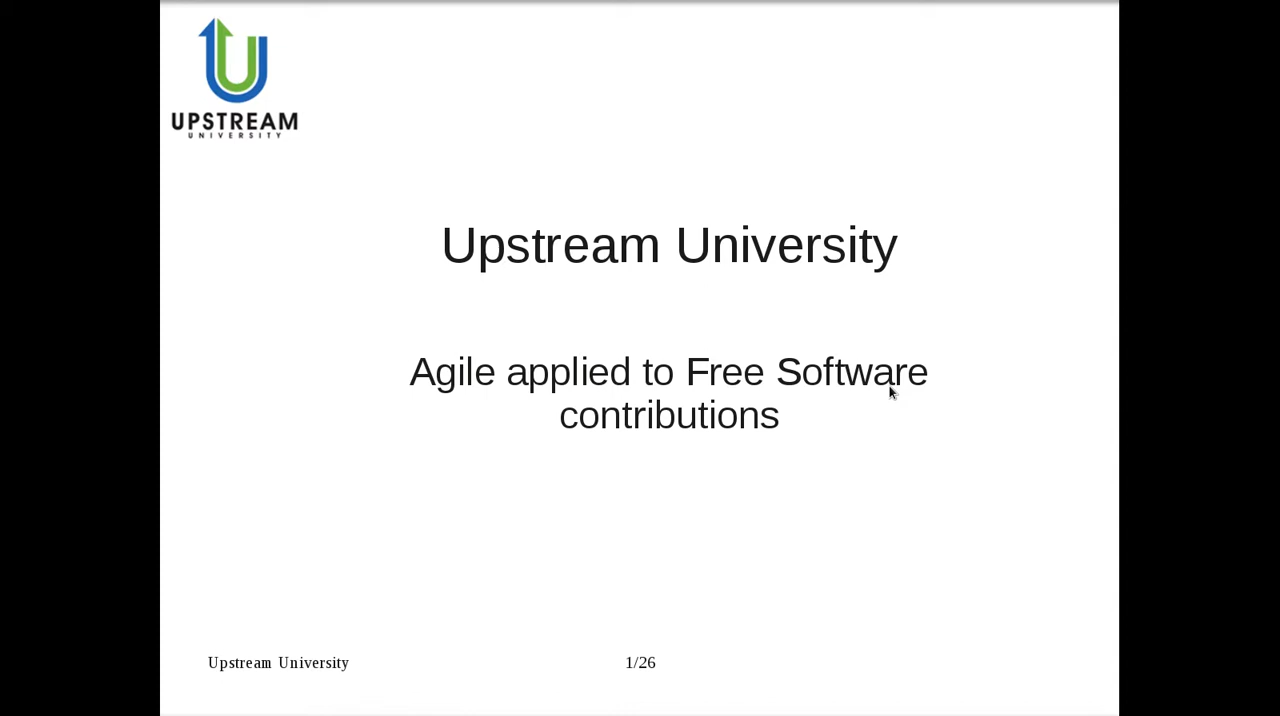 UPSTREAM
UNIVERSITY
Upstream University
Agile applied to Free Software
contributions
Upstream University
1/26